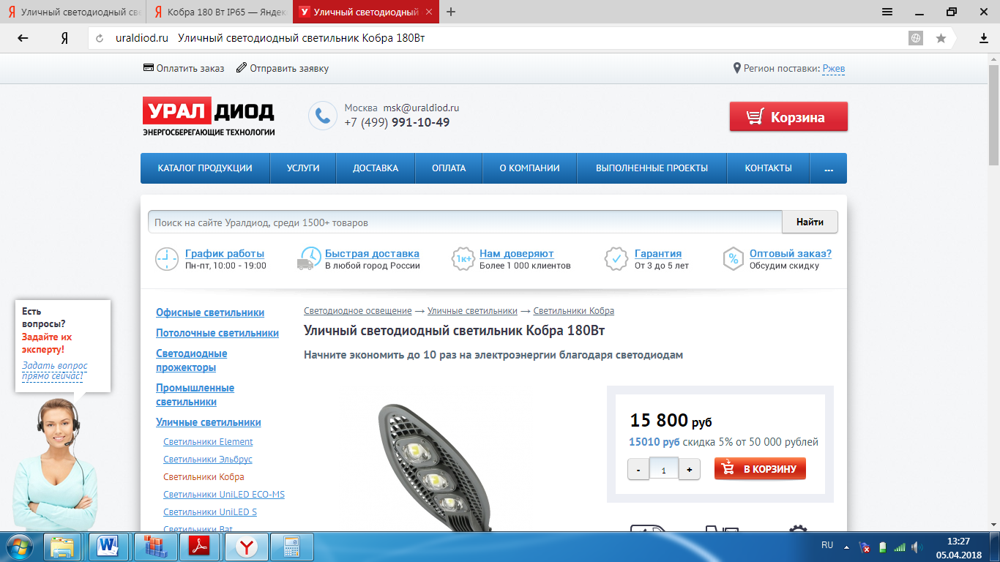 Уличный светодиодный све
Кобра 180 Вт IP65 — Яндек
Уличный светодиодный
uraldiod.ru Уличный светодиодный светильник Кобра 180Вт
Оплатить заказ Отправить заявку
Регион поставки: Ржев
УРАЛ ДИОД
ЭНЕРГОСБЕРЕГАЮЩИЕ ТЕХНОЛОГИИ
Москва msk@uraldiod.ru
+7 (499) 991-10-49
Корзина
КАТАЛОГ ПРОДУКЦИИ УСЛУГИ ДОСТАВКА ОПЛАТА О КОМПАНИИ ВЫПОЛНЕННЫЕ ПРОЕКТЫ КОНТАКТЫ ...
Поиск на сайте Уралдиод, среди 1500+ товаров
Найти
График работы
Пн-пт, 10:00 - 19:00
Быстрая доставка
В любой город России
1к+
Нам доверяют
Более 1 000 клиентов
Гарантия
От 3 до 5 лет
%
Оптовый заказ?
Обсудим скидку
Есть
вопросы?
Задайте их
эксперту!
Задать вопрос
прямо сейчас!
Офисные светильники
Потолочные светильники
Светодиодные
прожекторы
Промышленные
светильники
Уличные светильники
Светильники Element
Светильники Эльбрус
Светильники Кобра
Светильники UniLED ECO-MS
Светильники UniLED S
Светильники Bat
Светодиодное освещение → Уличные светильники → Светильники Кобра
Уличный светодиодный светильник Кобра 180Вт
Начните экономить до 10 раз на электроэнергии благодаря светодиодам
15 800 руб
15010 руб скидка 5% от 50 000 рублей
- 1 +
В КОРЗИНУ
RU
13:27
05.04.2018